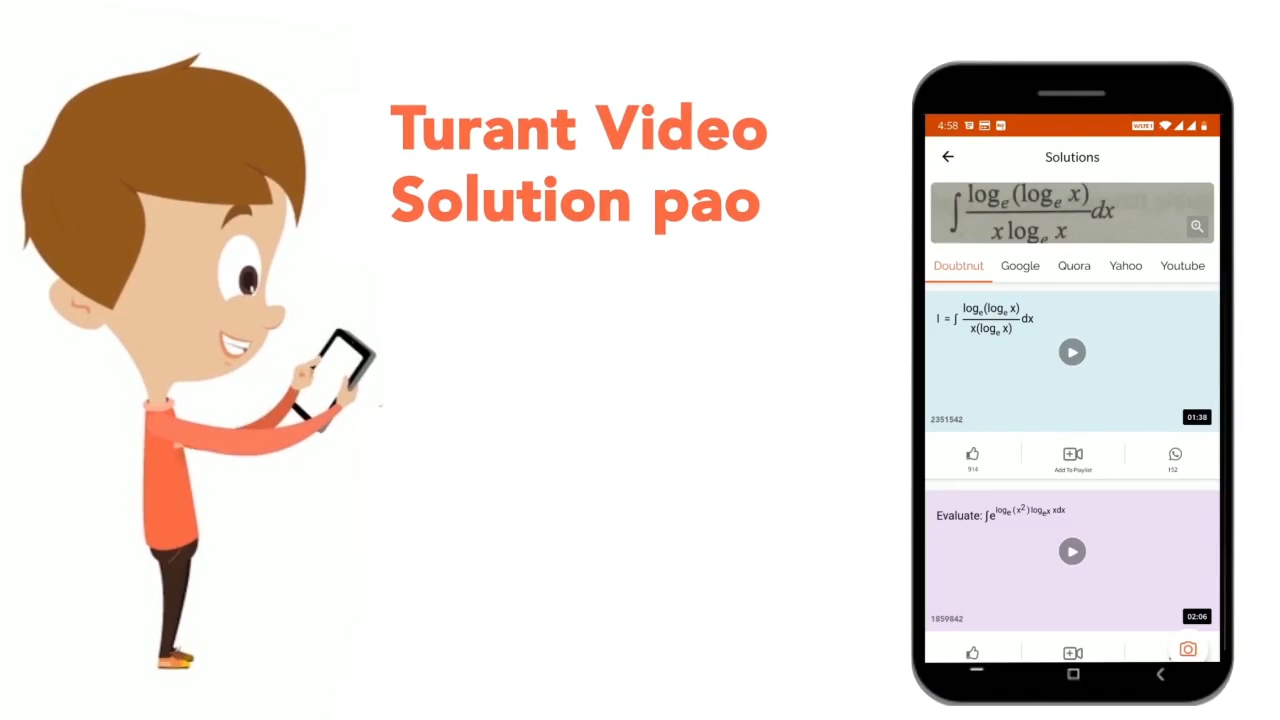 Turant Video
Solution pao
4:58
VoLTE1
Solutions
∫ logₑ(logₑ x) / x logₑ x dx
Doubtnut Google Quora Yahoo Youtube
I = ∫ logₑ(logₑ x) / x(logₑ x) dx
2351542
01:38
914 Add To Playlist 152
Evaluate: ∫e^logₑ(x²)logₑx xdx
1859842
02:06